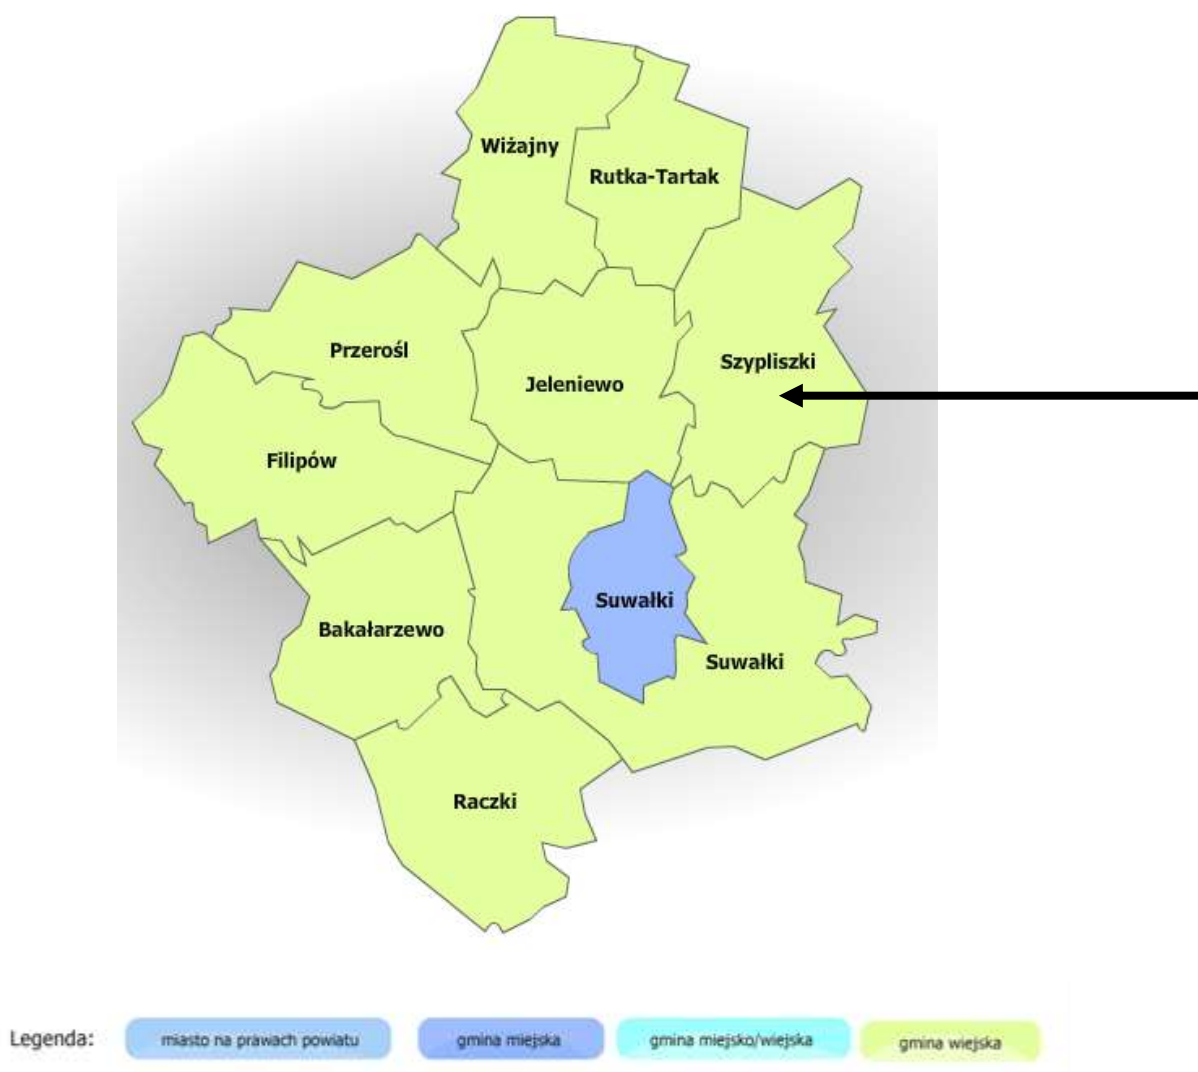 Wiżajny
Rutka-Tartak
Przerośl
Szypliszki
Jeleniewo
Filipów
Suwałki
Bakałarzewo
Suwałki
Raczki
Legenda: miasto na prawach powiatu gmina miejska gmina miejsko/wiejska gmina wiejska